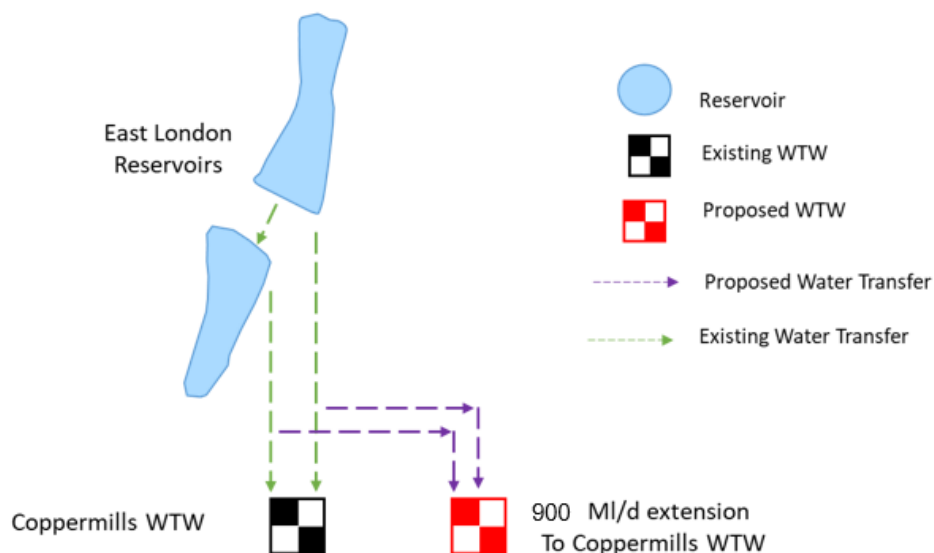 East London
Reservoirs
Reservoir
Existing WTW
Proposed WTW
Proposed Water Transfer
Existing Water Transfer
Coppermills WTW
900 Ml/d extension
To Coppermills WTW